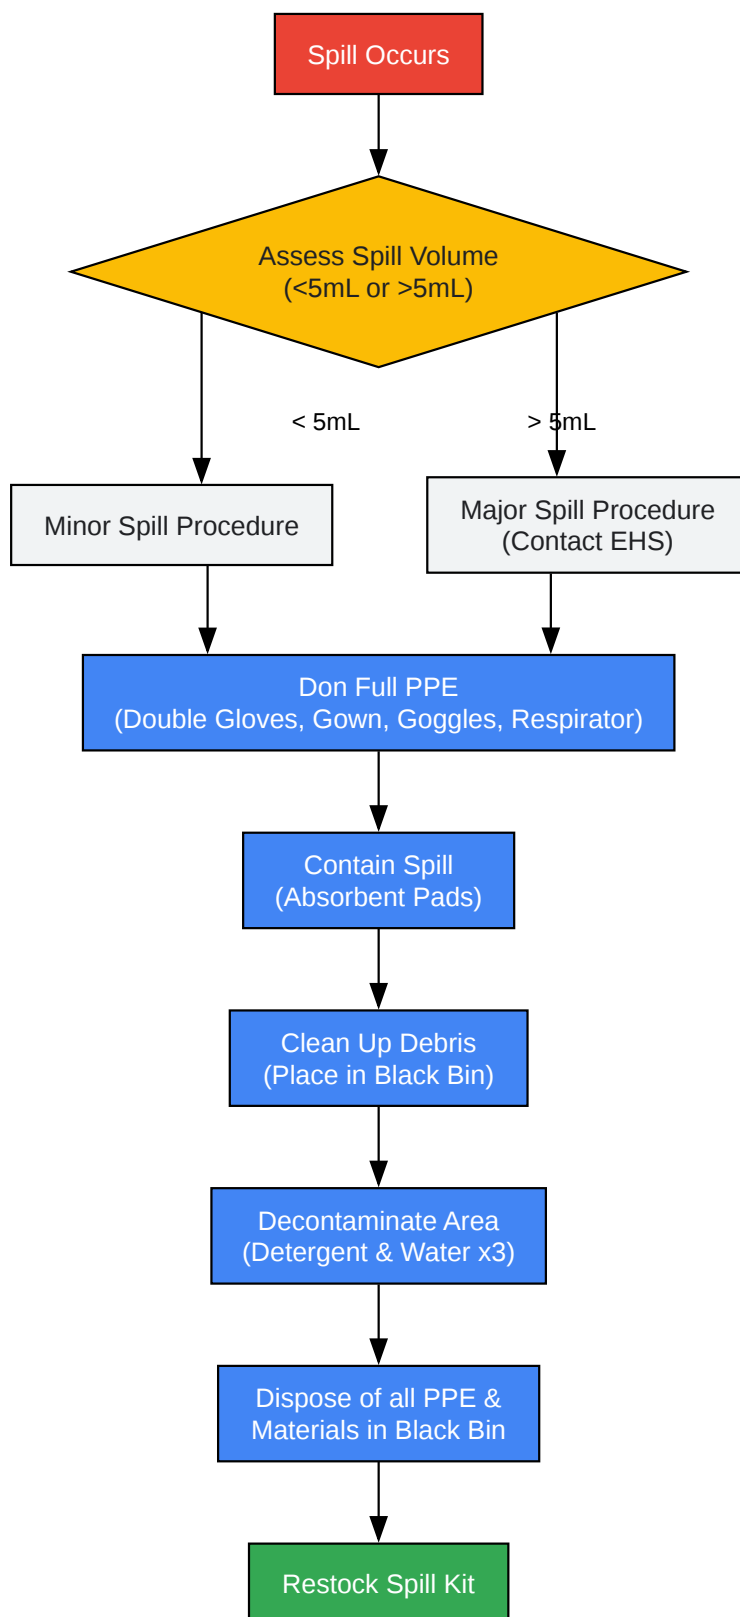 Spill Occurs
Assess Spill Volume
(<5mL or >5mL)
< 5mL
> 5mL
Minor Spill Procedure
Major Spill Procedure
(Contact EHS)
Don Full PPE
(Double Gloves, Gown, Goggles, Respirator)
Contain Spill
(Absorbent Pads)
Clean Up Debris
(Place in Black Bin)
Decontaminate Area
(Detergent & Water x3)
Dispose of all PPE &
Materials in Black Bin
Restock Spill Kit